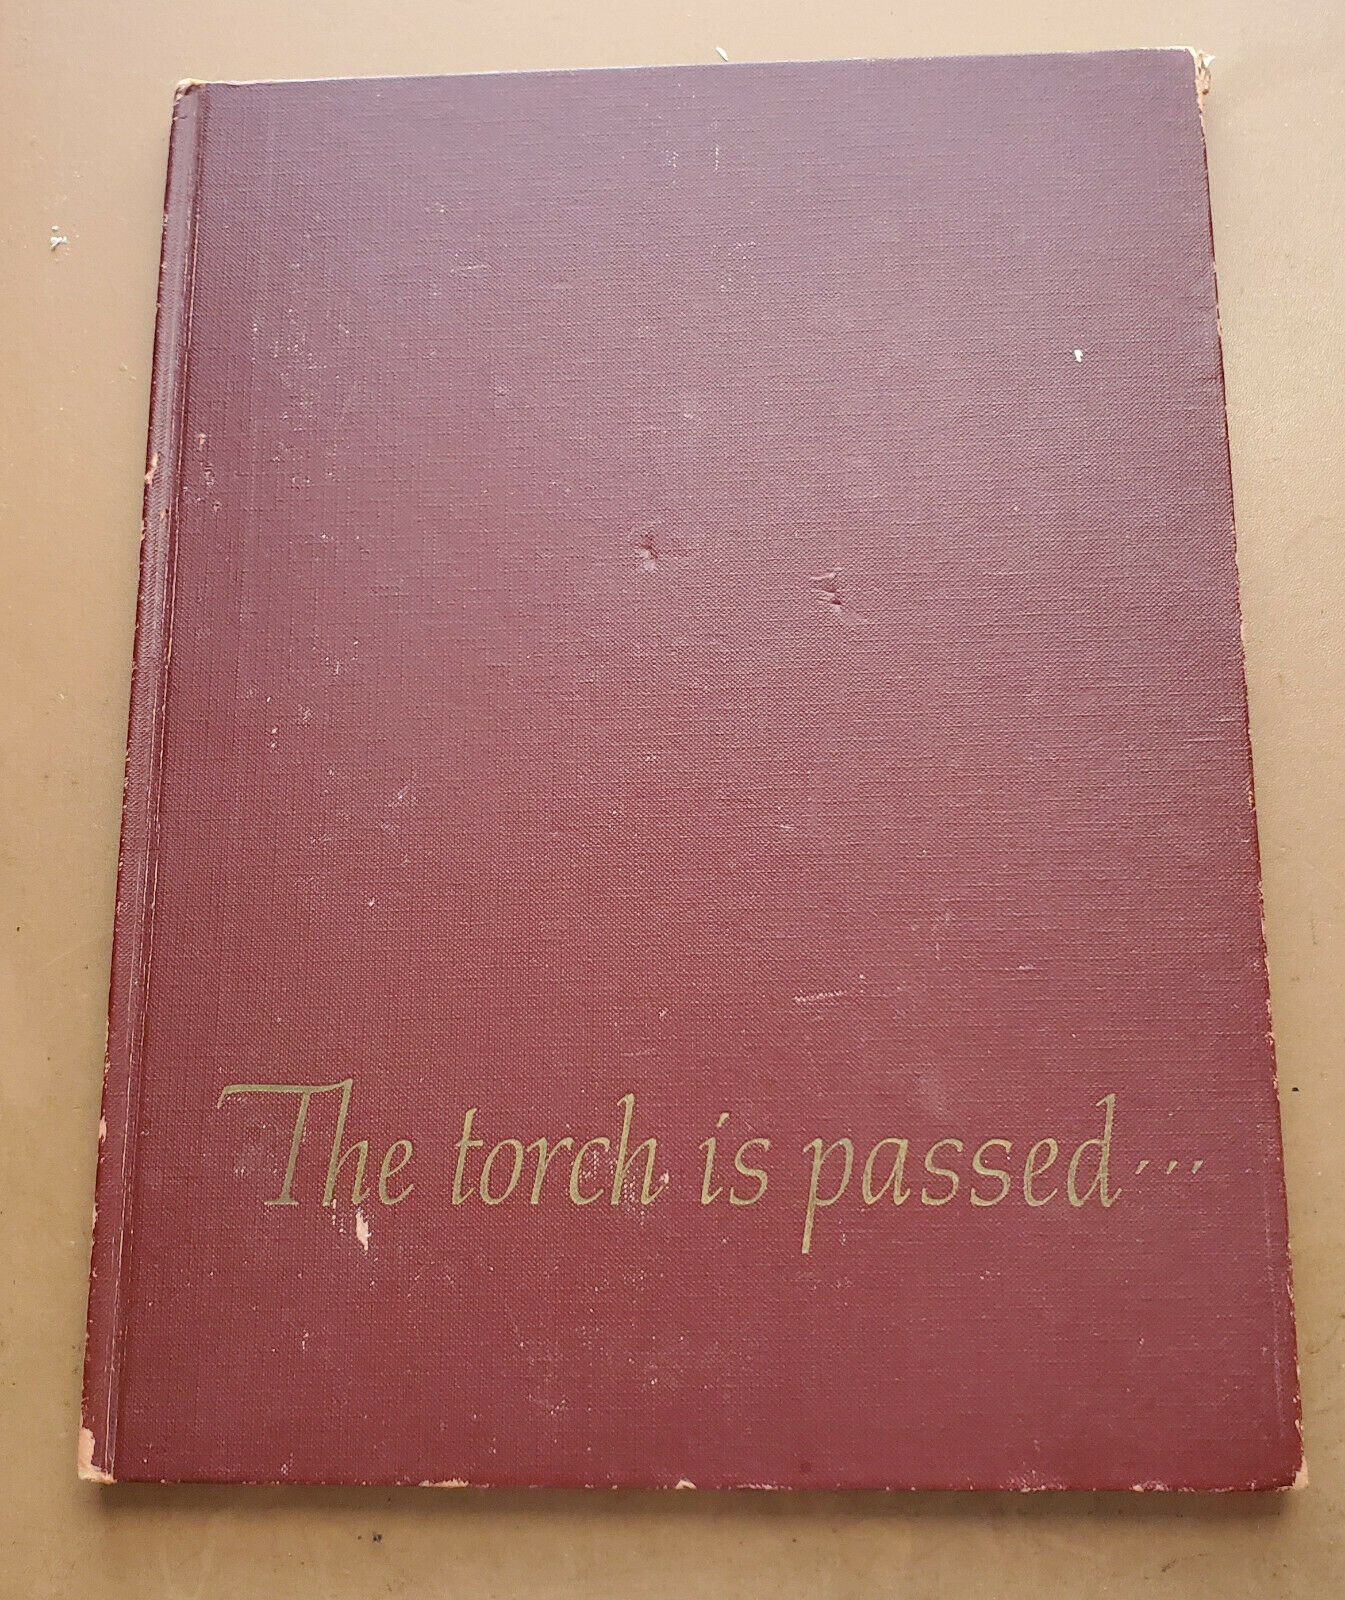 The torch is passed...